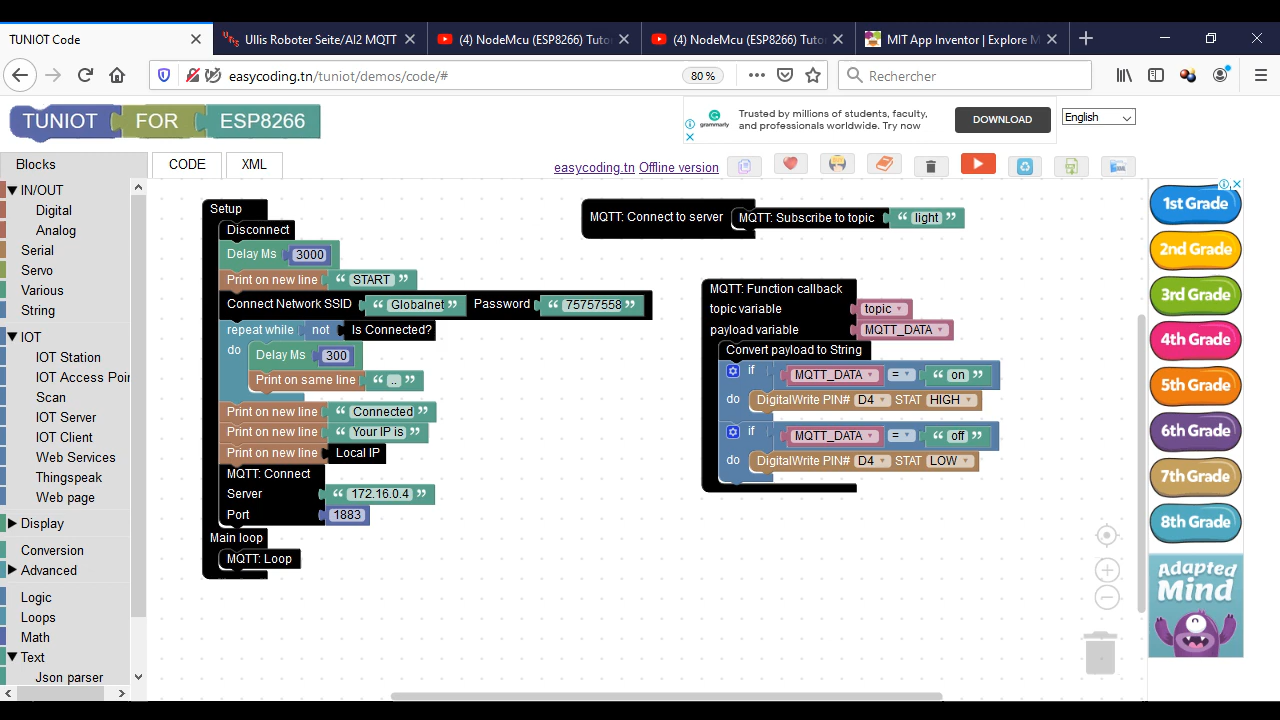 TUNIOT Code
Ullis Roboter Seite/AI2 MQTT
(4) NodeMcu (ESP8266) Tuto
(4) NodeMcu (ESP8266) Tuto
MIT App Inventor | Explore M
easycoding.tn/tuniot/demos/code/#
80 %
Rechercher
TUNIOT FOR ESP8266
grammarly
Trusted by millions of students, faculty,
and professionals worldwide. Try now
DOWNLOAD
English
Blocks
CODE
XML
easycoding.tn
Offline version
IN/OUT
Digital
Analog
Serial
Servo
Various
String
IOT
IOT Station
IOT Access Poir
Scan
IOT Server
IOT Client
Web Services
Thingspeak
Web page
Display
Conversion
Advanced
Logic
Loops
Math
Text
Json parser
Setup
Disconnect
Delay Ms 3000
Print on new line “ START ”
Connect Network SSID “ Globalnet ” Password “ 75757558 ”
repeat while not Is Connected?
do Delay Ms 300
Print on same line “ .. ”
Print on new line “ Connected ”
Print on new line “ Your IP is ”
Print on new line Local IP
MQTT: Connect
Server “ 172.16.0.4 ”
Port 1883
Main loop
MQTT: Loop
MQTT: Connect to server MQTT: Subscribe to topic “ light ”
MQTT: Function callback
topic variable topic
payload variable MQTT_DATA
Convert payload to String
if MQTT_DATA = “ on ”
do DigitalWrite PIN# D4 STAT HIGH
if MQTT_DATA = “ off ”
do DigitalWrite PIN# D4 STAT LOW
1st Grade
2nd Grade
3rd Grade
4th Grade
5th Grade
6th Grade
7th Grade
8th Grade
Adapted
Mind